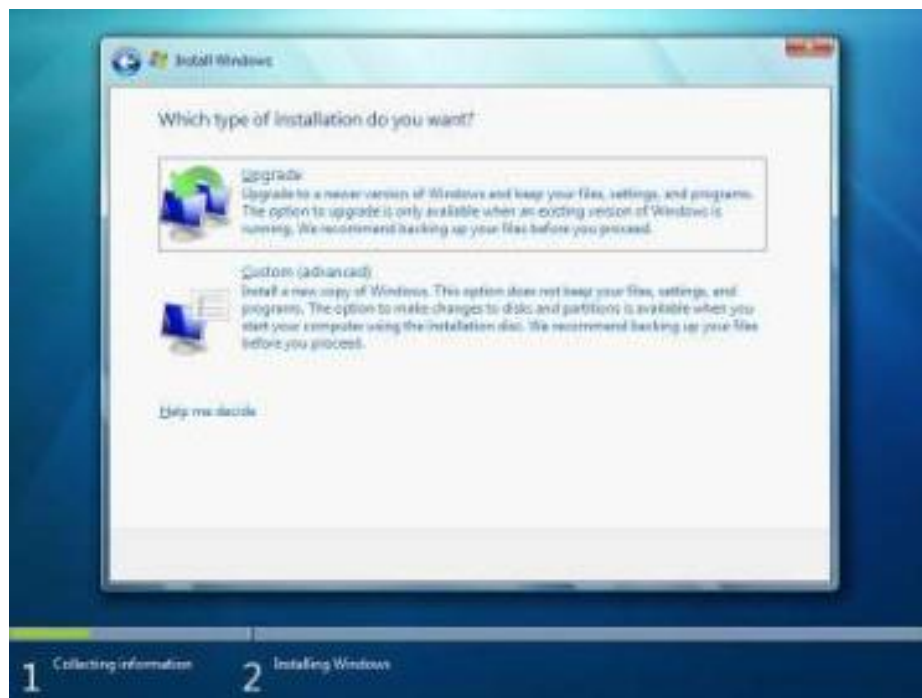 Install Windows
Which type of installation do you want?
Upgrade
Upgrade to a newer version of Windows and keep your files, settings, and programs.
The option to upgrade is only available when an existing version of Windows is
running. We recommend backing up your files before you proceed.
Custom (advanced)
Install a new copy of Windows. This option does not keep your files, settings, and
programs. The option to make changes to disks and partitions is available when you
start your computer using the installation disc. We recommend backing up your files
before you proceed.
Help me decide
1 Collecting information
2 Installing Windows